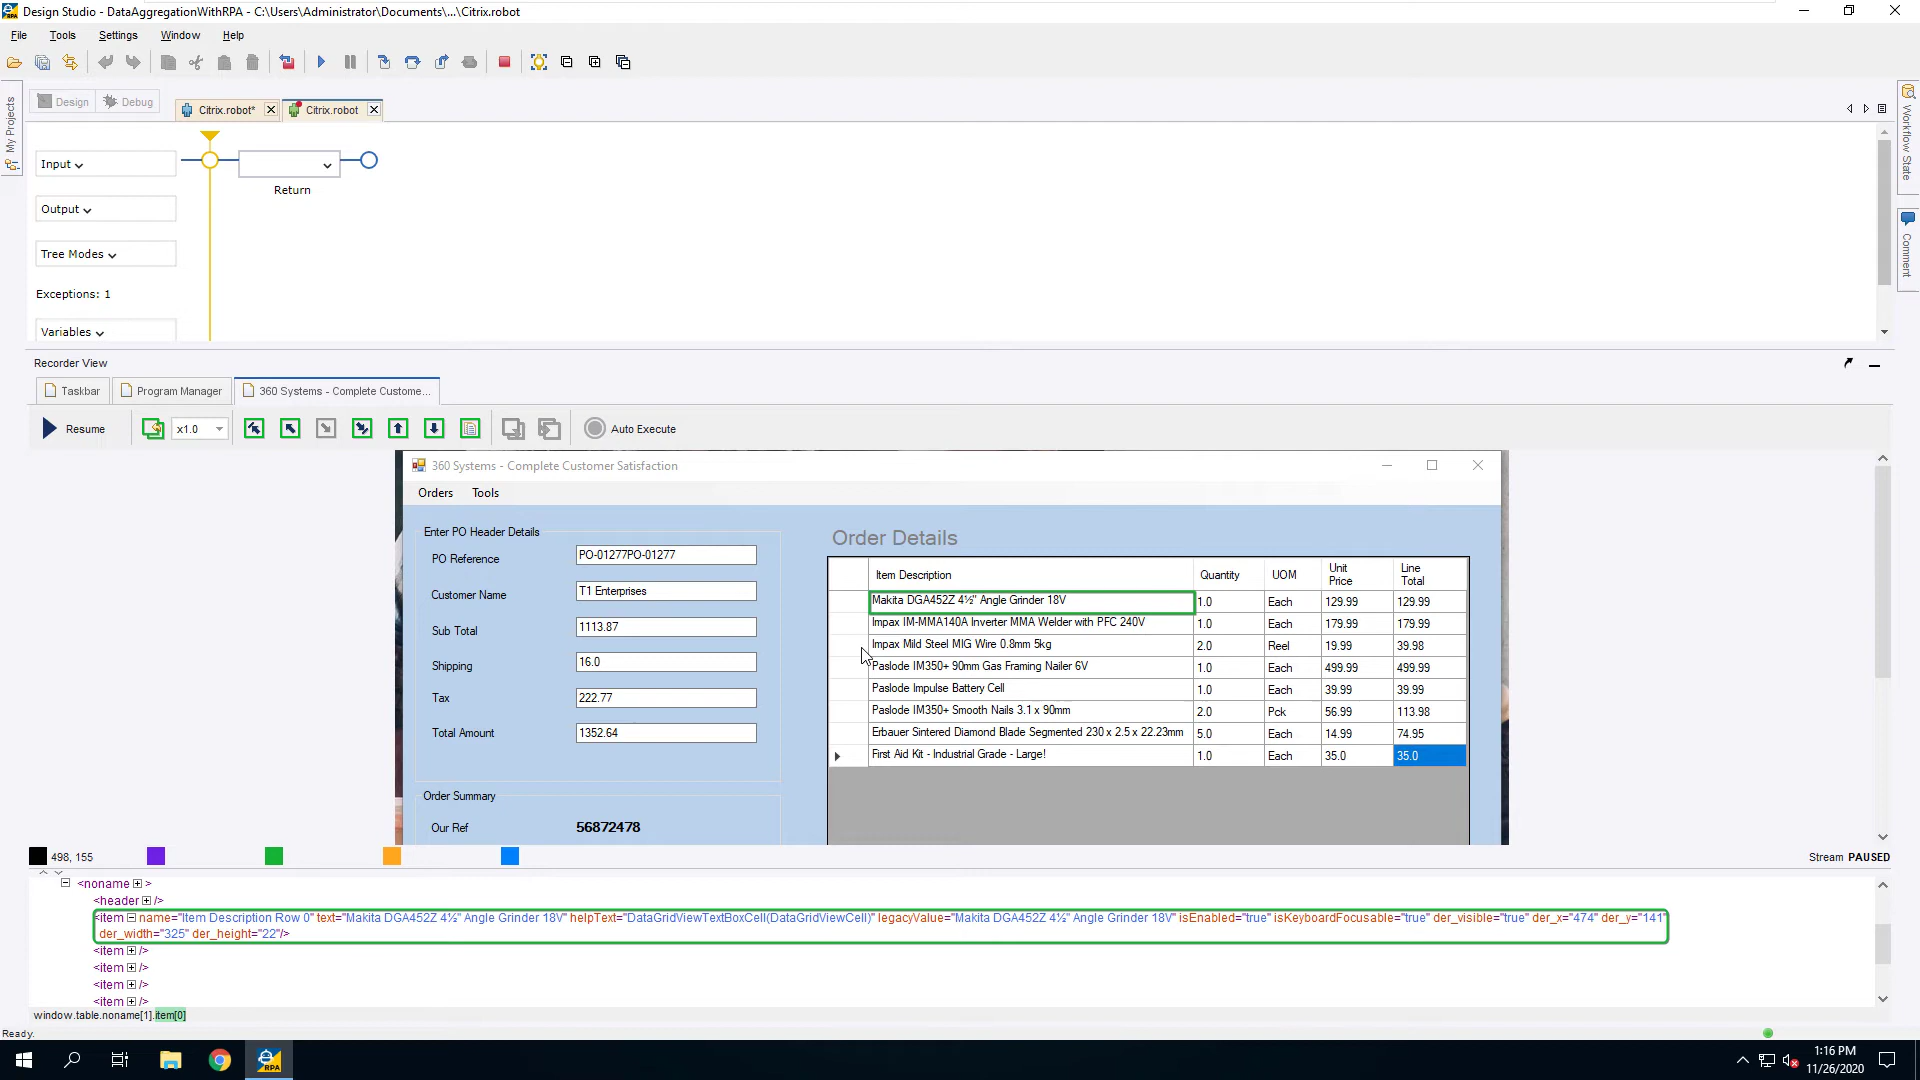 Design Studio - DataAggregationWithRPA - C:\Users\Administrator\Documents\...\Citrix.robot
File Tools Settings Window Help
My Projects
Design Debug Citrix.robot* Citrix.robot
Workflow State
Comment
Input
Return
Output
Tree Modes
Exceptions: 1
Variables
Recorder View
Taskbar Program Manager 360 Systems - Complete Custome...
Resume x1.0 Auto Execute
360 Systems - Complete Customer Satisfaction
Orders Tools
Enter PO Header Details
PO Reference PO-01277PO-01277
Customer Name T1 Enterprises
Sub Total 1113.87
Shipping 16.0
Tax 222.77
Total Amount 1352.64
Order Summary
Our Ref 56872478
Order Details
Item Description Quantity UOM Unit Price Line Total
Makita DGA452Z 4½" Angle Grinder 18V 1.0 Each 129.99 129.99
Impax IM-MMA140A Inverter MMA Welder with PFC 240V 1.0 Each 179.99 179.99
Impax Mild Steel MIG Wire 0.8mm 5kg 2.0 Reel 19.99 39.98
Paslode IM350+ 90mm Gas Framing Nailer 6V 1.0 Each 499.99 499.99
Paslode Impulse Battery Cell 1.0 Each 39.99 39.99
Paslode IM350+ Smooth Nails 3.1 x 90mm 2.0 Pck 56.99 113.98
Erbauer Sintered Diamond Blade Segmented 230 x 2.5 x 22.23mm 5.0 Each 14.99 74.95
First Aid Kit - Industrial Grade - Large! 1.0 Each 35.0 35.0
498, 155
Stream PAUSED
<noname >
<header />
<item name="Item Description Row 0" text="Makita DGA452Z 4½" Angle Grinder 18V" helpText="DataGridViewTextBoxCell(DataGridViewCell)" legacyValue="Makita DGA452Z 4½" Angle Grinder 18V" isEnabled="true" isKeyboardFocusable="true" der_visible="true" der_x="474" der_y="141"
der_width="325" der_height="22"/>
<item />
<item />
<item />
<item />
window.table.noname[1].item[0]
Ready.
RPA
1:16 PM
11/26/2020